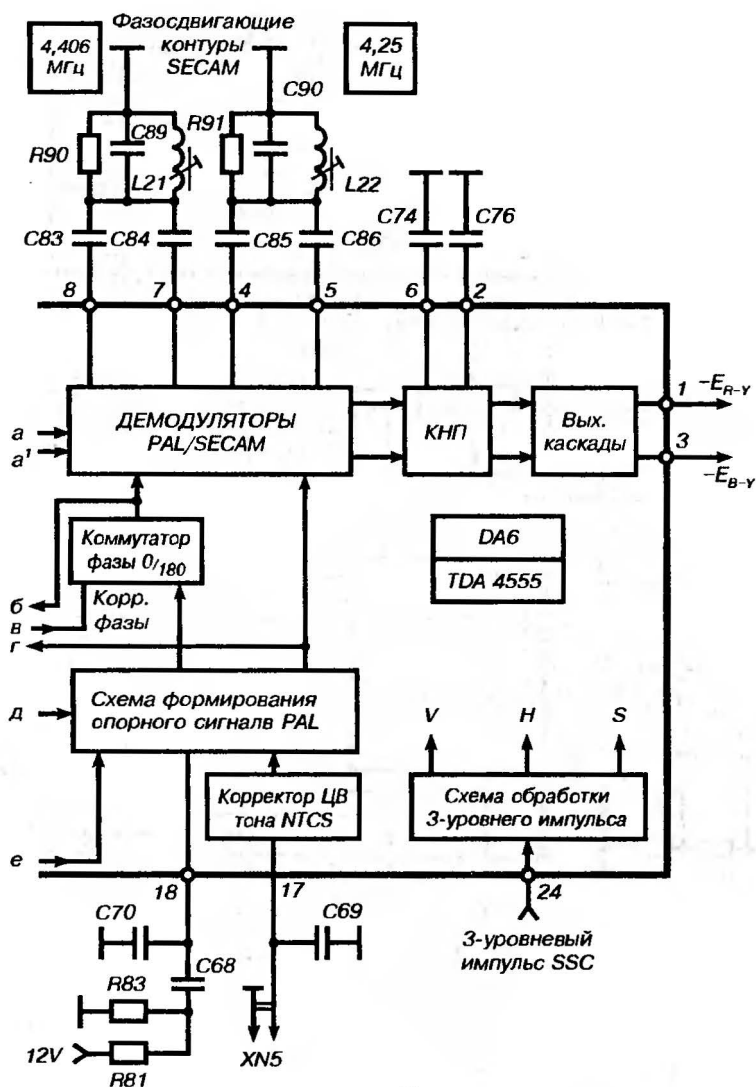 4,406
МГц
Фазосдвигающие
контуры
SECAM
4,25
МГц
C90
R90
C89
R91
L21
L22
C74
C76
C83
C84
C85
C86
8
7
4
5
6
2
а
а¹
ДЕМОДУЛЯТОРЫ
PAL/SECAM
КНП
Вых.
каскады
1
–E R–Y
3
–E B–Y
Коммутатор
фазы 0/180
DA6
TDA 4555
б
в
г
Корр.
фазы
д
Схема формирования
опорного сигналв PAL
V
H
S
Корректор ЦВ
тона NTCS
Схема обработки
3-уровнего импульса
е
18
17
24
C70
C69
C68
3-уровневый
импульс SSC
R83
12V
R81
XN5